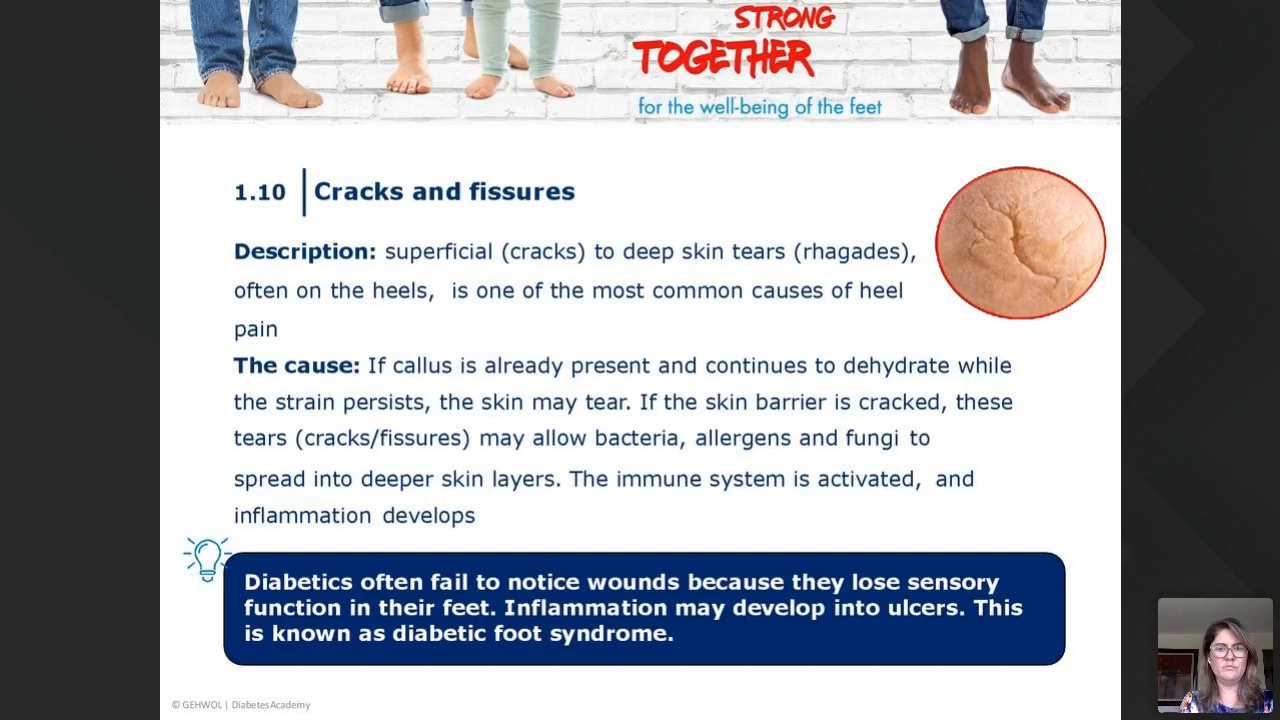 STRONG
TOGETHER
for the well-being of the feet
1.10 Cracks and fissures
Description: superficial (cracks) to deep skin tears (rhagades),
often on the heels, is one of the most common causes of heel
pain
The cause: If callus is already present and continues to dehydrate while
the strain persists, the skin may tear. If the skin barrier is cracked, these
tears (cracks/fissures) may allow bacteria, allergens and fungi to
spread into deeper skin layers. The immune system is activated, and
inflammation develops
Diabetics often fail to notice wounds because they lose sensory
function in their feet. Inflammation may develop into ulcers. This
is known as diabetic foot syndrome.
© GEHWOL | DiabetesAcademy